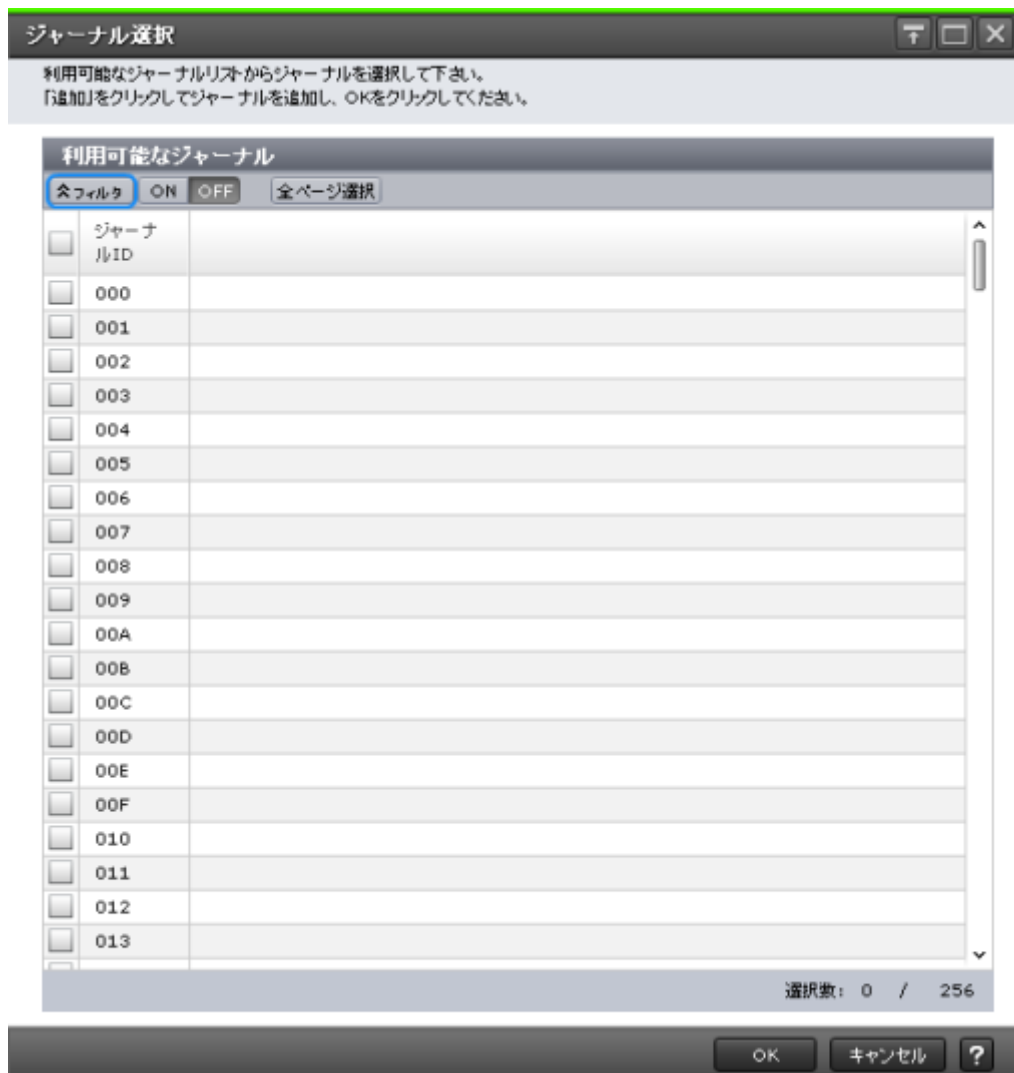 ジャーナル選択
利用可能なジャーナルリストからジャーナルを選択して下さい。
「追加」をクリックしてジャーナルを追加し、OKをクリックしてください。
利用可能なジャーナル
フィルタ ON OFF 全ページ選択
ジャーナ
ルID
000
001
002
003
004
005
006
007
008
009
00A
00B
00C
00D
00E
00F
010
011
012
013
選択数: 0 / 256
OK キャンセル ?